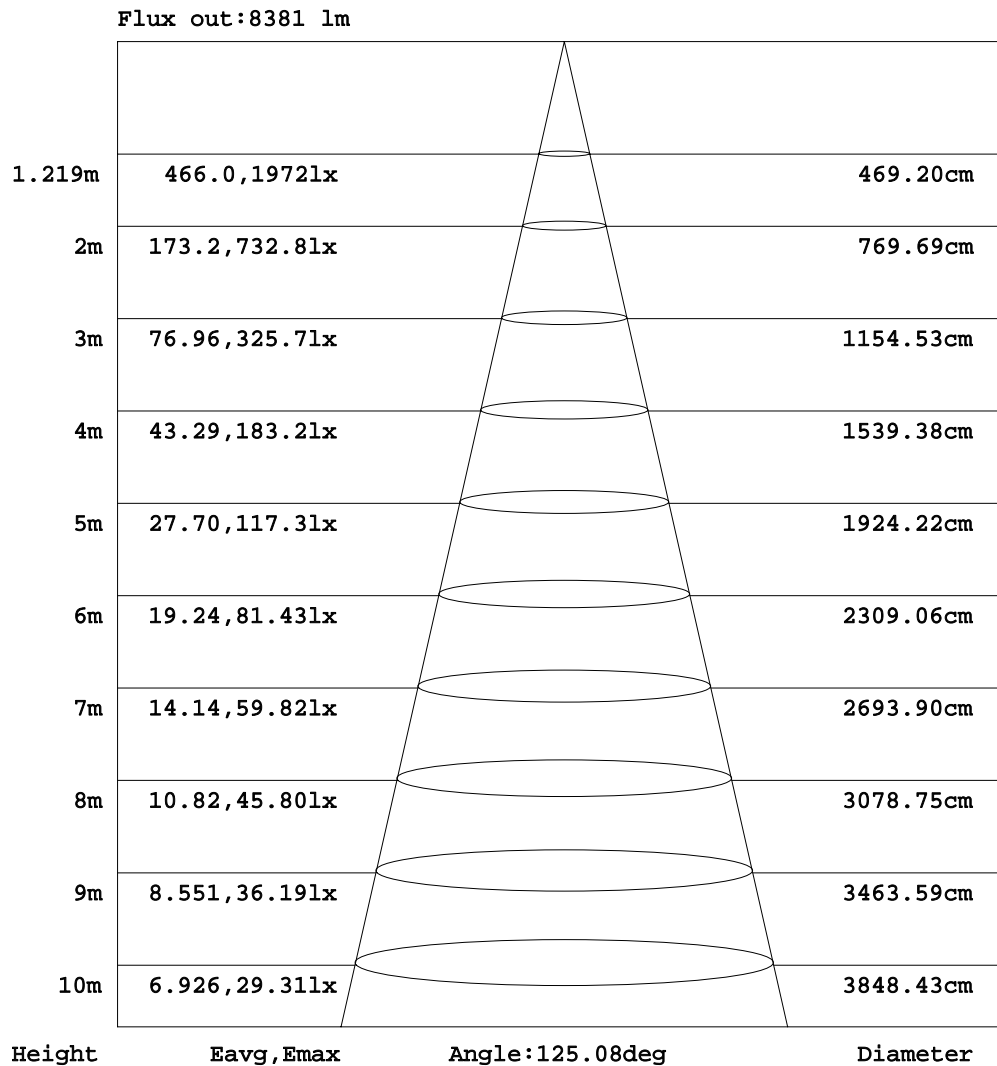 Flux out:8381 lm
1.219m 466.0,1972lx 469.20cm
2m 173.2,732.8lx 769.69cm
3m 76.96,325.7lx 1154.53cm
4m 43.29,183.2lx 1539.38cm
5m 27.70,117.3lx 1924.22cm
6m 19.24,81.43lx 2309.06cm
7m 14.14,59.82lx 2693.90cm
8m 10.82,45.80lx 3078.75cm
9m 8.551,36.19lx 3463.59cm
10m 6.926,29.31lx 3848.43cm
Height Eavg,Emax Angle:125.08deg Diameter